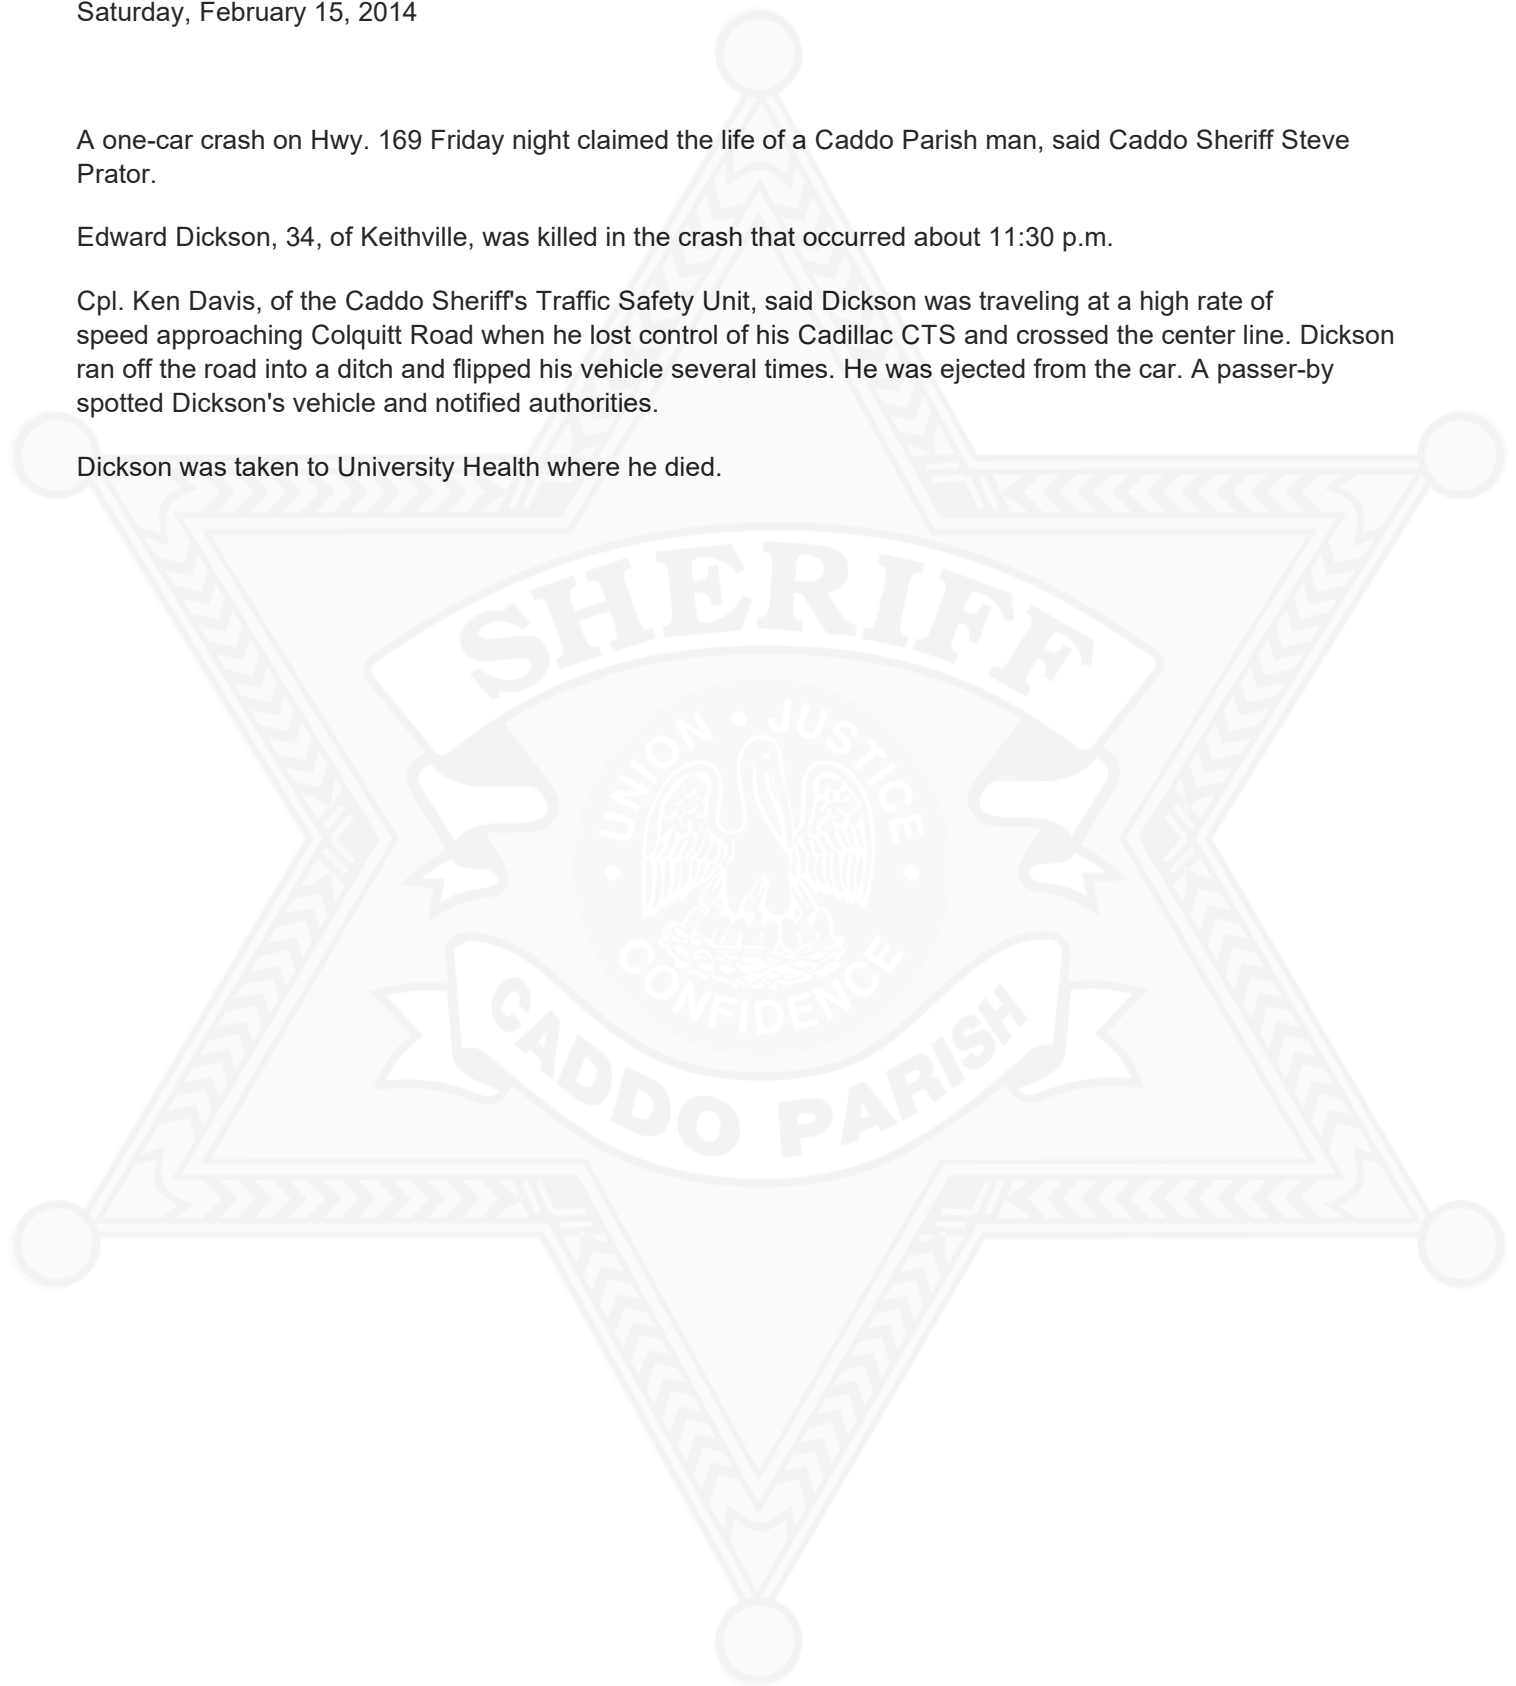 Saturday, February 15, 2014
A one-car crash on Hwy. 169 Friday night claimed the life of a Caddo Parish man, said Caddo Sheriff Steve
Prator.
Edward Dickson, 34, of Keithville, was killed in the crash that occurred about 11:30 p.m.
Cpl. Ken Davis, of the Caddo Sheriff's Traffic Safety Unit, said Dickson was traveling at a high rate of
speed approaching Colquitt Road when he lost control of his Cadillac CTS and crossed the center line. Dickson
ran off the road into a ditch and flipped his vehicle several times. He was ejected from the car. A passer-by
spotted Dickson's vehicle and notified authorities.
Dickson was taken to University Health where he died.
SHERIFF
UNION • JUSTICE
• CONFIDENCE •
CADDO PARISH